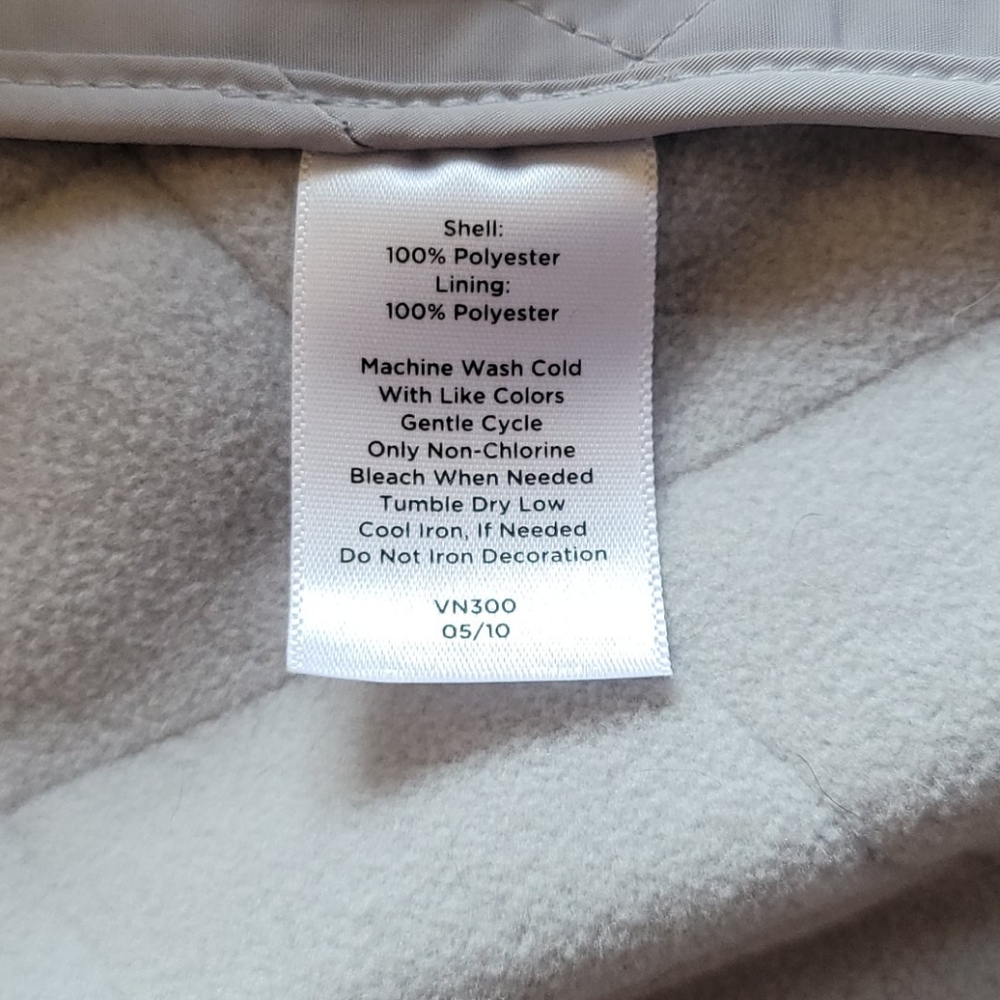 Shell:
100% Polyester
Lining:
100% Polyester
Machine Wash Cold
With Like Colors
Gentle Cycle
Only Non-Chlorine
Bleach When Needed
Tumble Dry Low
Cool Iron, If Needed
Do Not Iron Decoration
VN300
05/10